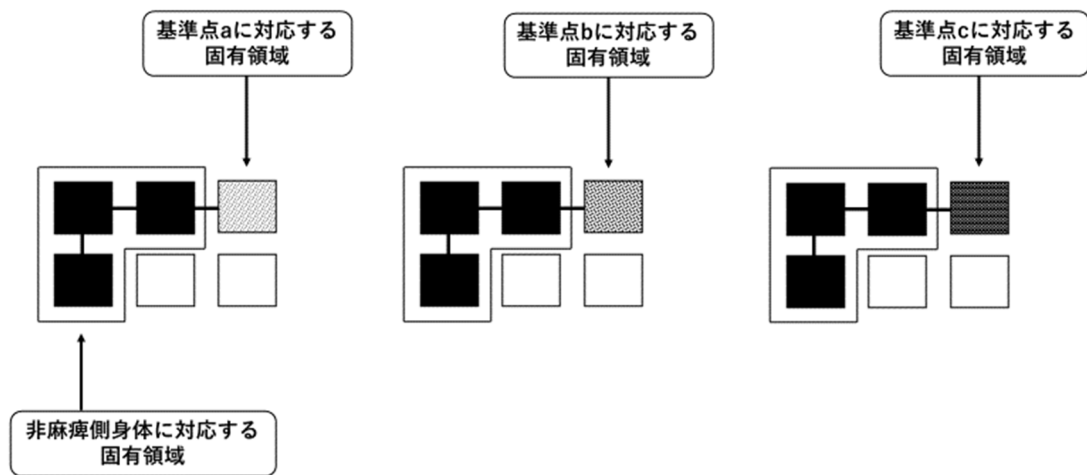 基準点aに対応する
固有領域
基準点bに対応する
固有領域
基準点cに対応する
固有領域
非麻痺側身体に対応する
固有領域